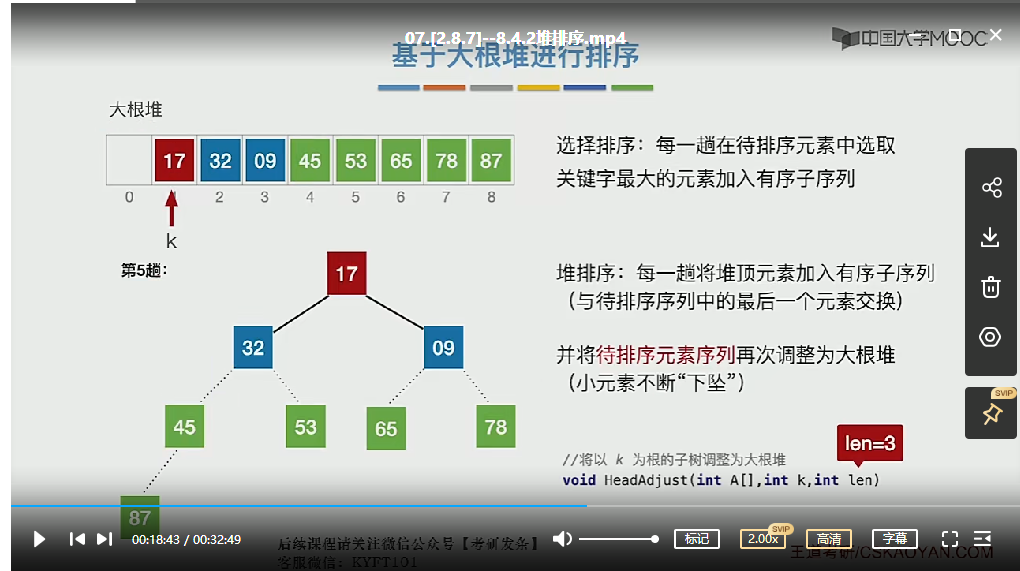 07.[2.8.7]--8.4.2堆排序.mp4
中国大学MOOC
基于大根堆进行排序
大根堆
17 32 09 45 53 65 78 87
0 1 2 3 4 5 6 7 8
k
第5趟：
17
32 09
45 53 65 78
87
选择排序：每一趟在待排序元素中选取
关键字最大的元素加入有序子序列
堆排序：每一趟将堆顶元素加入有序子序列
（与待排序序列中的最后一个元素交换）
并将待排序元素序列再次调整为大根堆
（小元素不断“下坠”）
len=3
//将以 k 为根的子树调整为大根堆
void HeadAdjust(int A[],int k,int len)
SVIP
00:18:43 / 00:32:49
标记
2.00x
SVIP
高清
字幕
后续课程请关注微信公众号【考研发条】
客服微信：KYFT101
王道考研/CSKAOYAN.COM